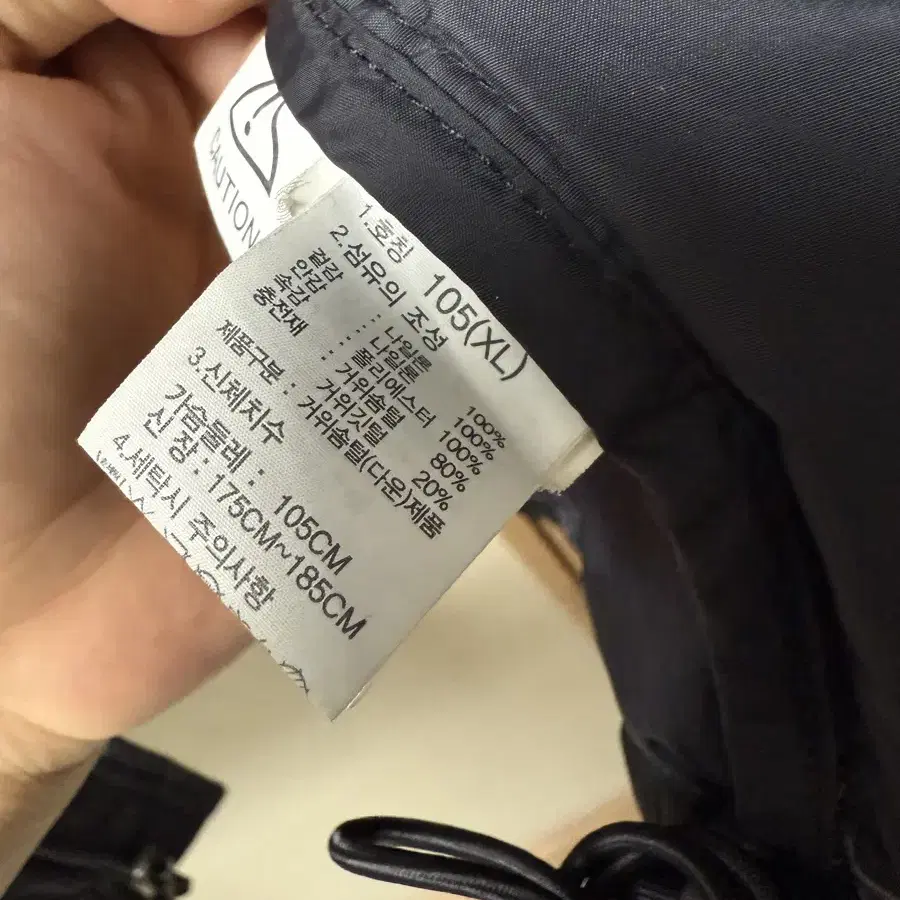 CAUTION
1.호칭 105(XL)
2.섬유의 조성
겉감 : 나일론 100%
안감 : 나일론 100%
속감 : 폴리에스터 100%
충전재 : 거위솜털 80%
거위깃털 20%
제품구분 : 거위솜털(다운)제품
3.신체치수
가슴둘레 : 105CM
신 장 : 175CM~185CM
4.세탁시 주의사항